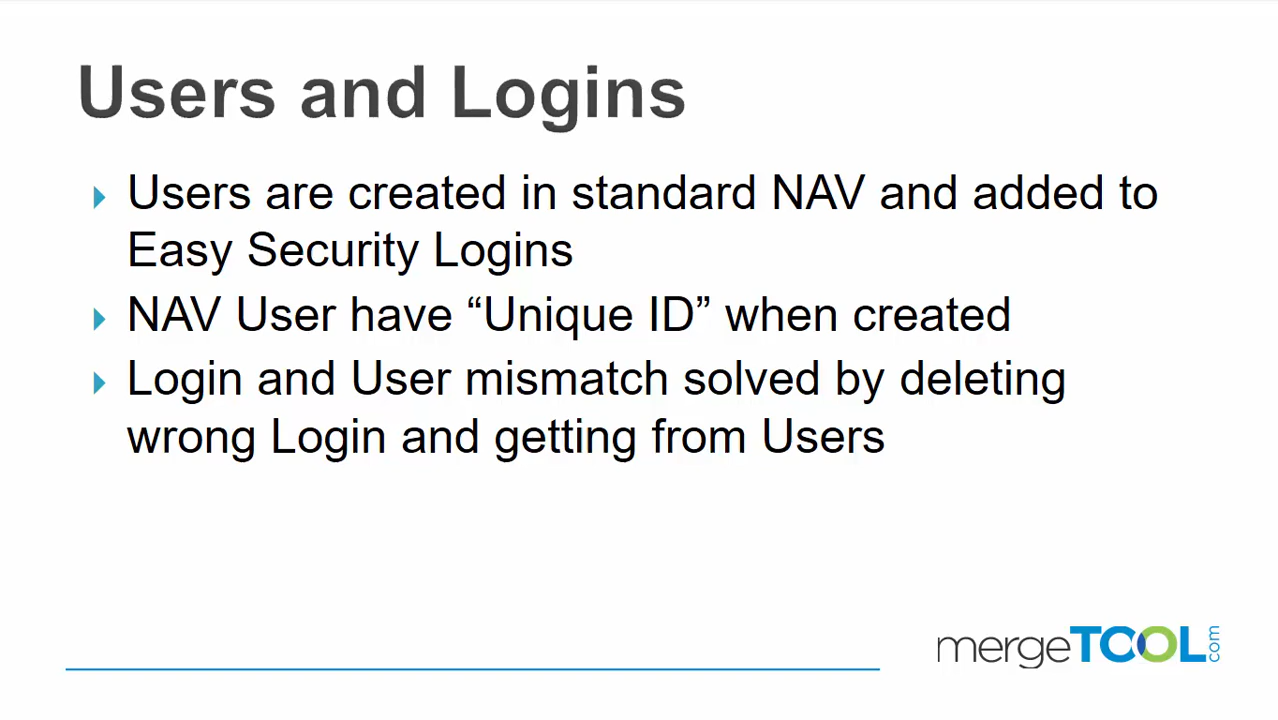 Users and Logins
Users are created in standard NAV and added to
Easy Security Logins
NAV User have “Unique ID” when created
Login and User mismatch solved by deleting
wrong Login and getting from Users
mergeTOOL.com